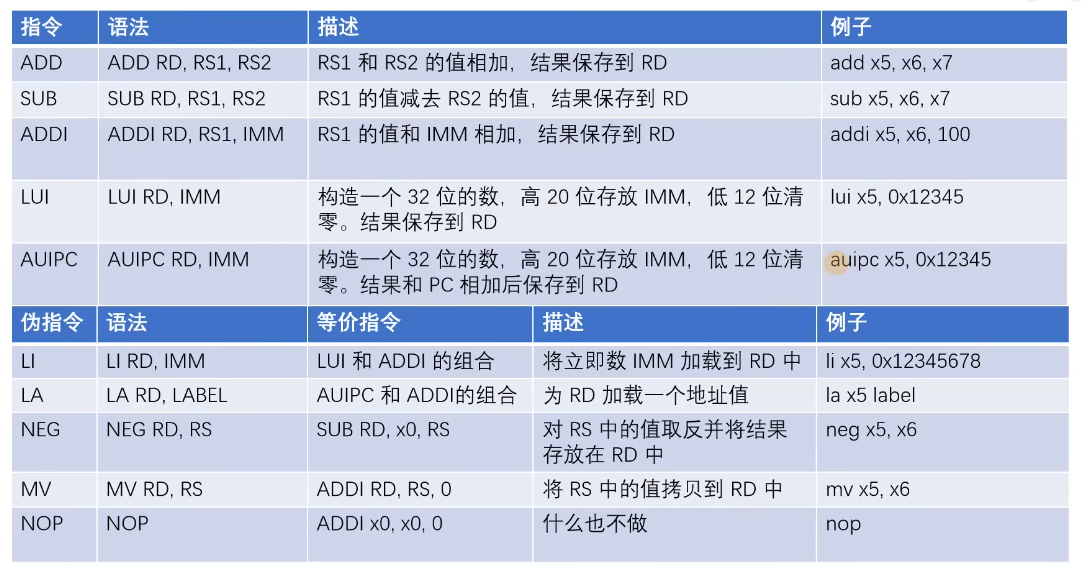 指令 语法 描述 例子
ADD ADD RD, RS1, RS2 RS1 和 RS2 的值相加，结果保存到 RD add x5, x6, x7
SUB SUB RD, RS1, RS2 RS1 的值减去 RS2 的值，结果保存到 RD sub x5, x6, x7
ADDI ADDI RD, RS1, IMM RS1 的值和 IMM 相加，结果保存到 RD addi x5, x6, 100
LUI LUI RD, IMM 构造一个 32 位的数，高 20 位存放 IMM，低 12 位清 lui x5, 0x12345
零。结果保存到 RD
AUIPC AUIPC RD, IMM 构造一个 32 位的数，高 20 位存放 IMM，低 12 位清 auipc x5, 0x12345
零。结果和 PC 相加后保存到 RD
伪指令 语法 等价指令 描述 例子
LI LI RD, IMM LUI 和 ADDI 的组合 将立即数 IMM 加载到 RD 中 li x5, 0x12345678
LA LA RD, LABEL AUIPC 和 ADDI的组合 为 RD 加载一个地址值 la x5 label
NEG NEG RD, RS SUB RD, x0, RS 对 RS 中的值取反并将结果 neg x5, x6
存放在 RD 中
MV MV RD, RS ADDI RD, RS, 0 将 RS 中的值拷贝到 RD 中 mv x5, x6
NOP NOP ADDI x0, x0, 0 什么也不做 nop